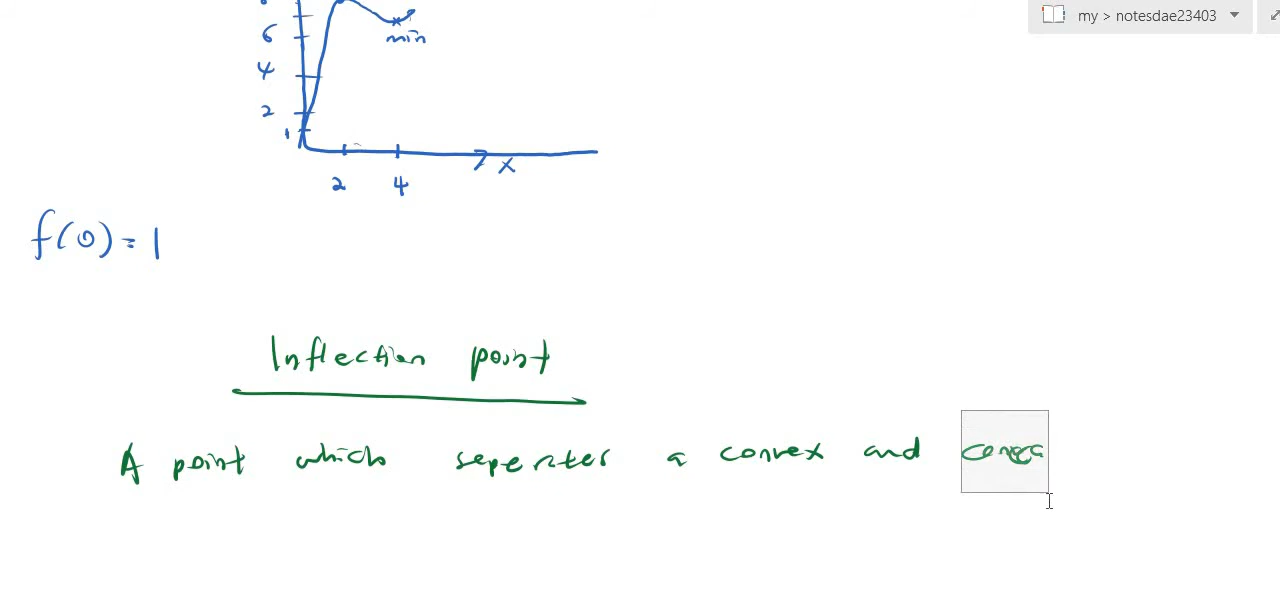 my > notesdae23403
6
min
4
2
1
x
2 4
f(0) = 1
Inflection point
A point which seperates a convex and